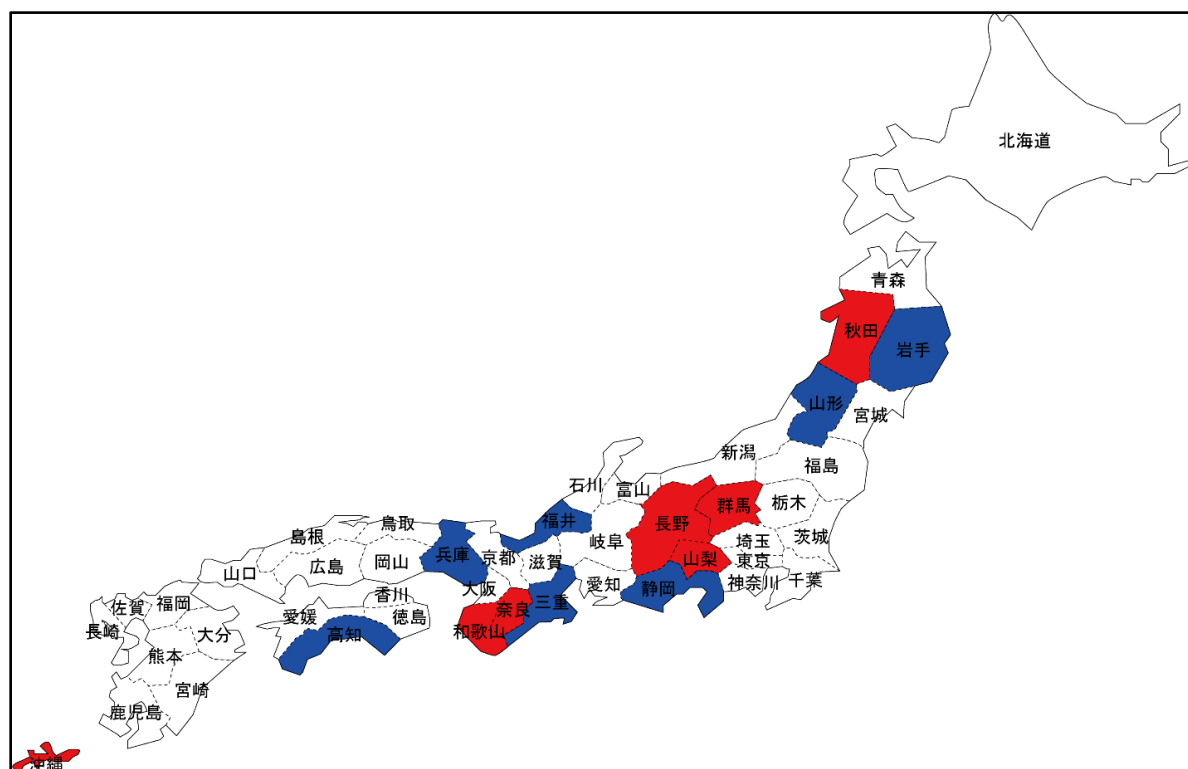 北海道
青森
秋田
岩手
山形
宮城
新潟
福島
石川
富山
群馬
栃木
長野
福井
岐阜
埼玉
茨城
山梨
東京
千葉
神奈川
静岡
愛知
鳥取
島根
兵庫
京都
滋賀
岡山
広島
山口
大阪
奈良
三重
和歌山
香川
徳島
愛媛
高知
福岡
佐賀
長崎
大分
熊本
宮崎
鹿児島
沖縄